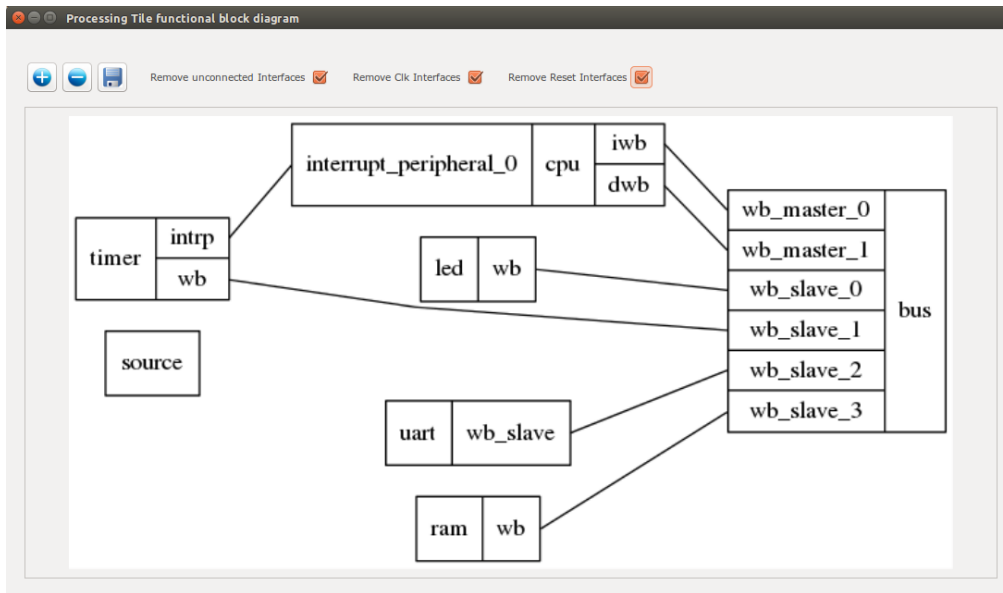 Processing Tile functional block diagram
Remove unconnected Interfaces
Remove Clk Interfaces
Remove Reset Interfaces
interrupt_peripheral_0
cpu
iwb
dwb
timer
intrp
wb
led
wb
wb_master_0
wb_master_1
wb_slave_0
wb_slave_1
wb_slave_2
wb_slave_3
bus
source
uart
wb_slave
ram
wb